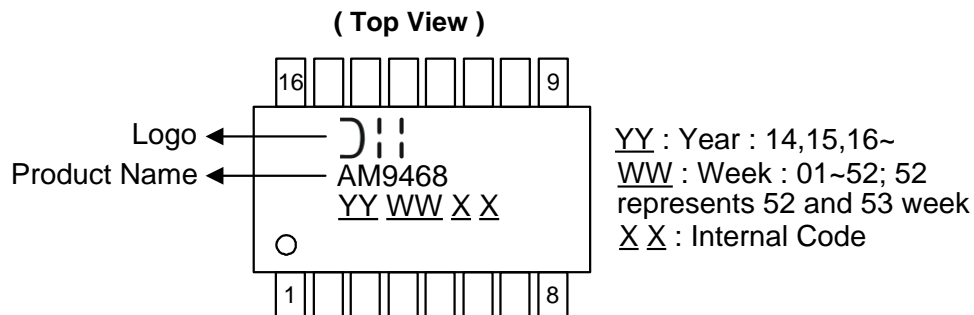 ( Top View )
16 9
Logo
Product Name
AM9468
YY WW X X
1 8
YY : Year : 14,15,16~
WW : Week : 01~52; 52
represents 52 and 53 week
X X : Internal Code